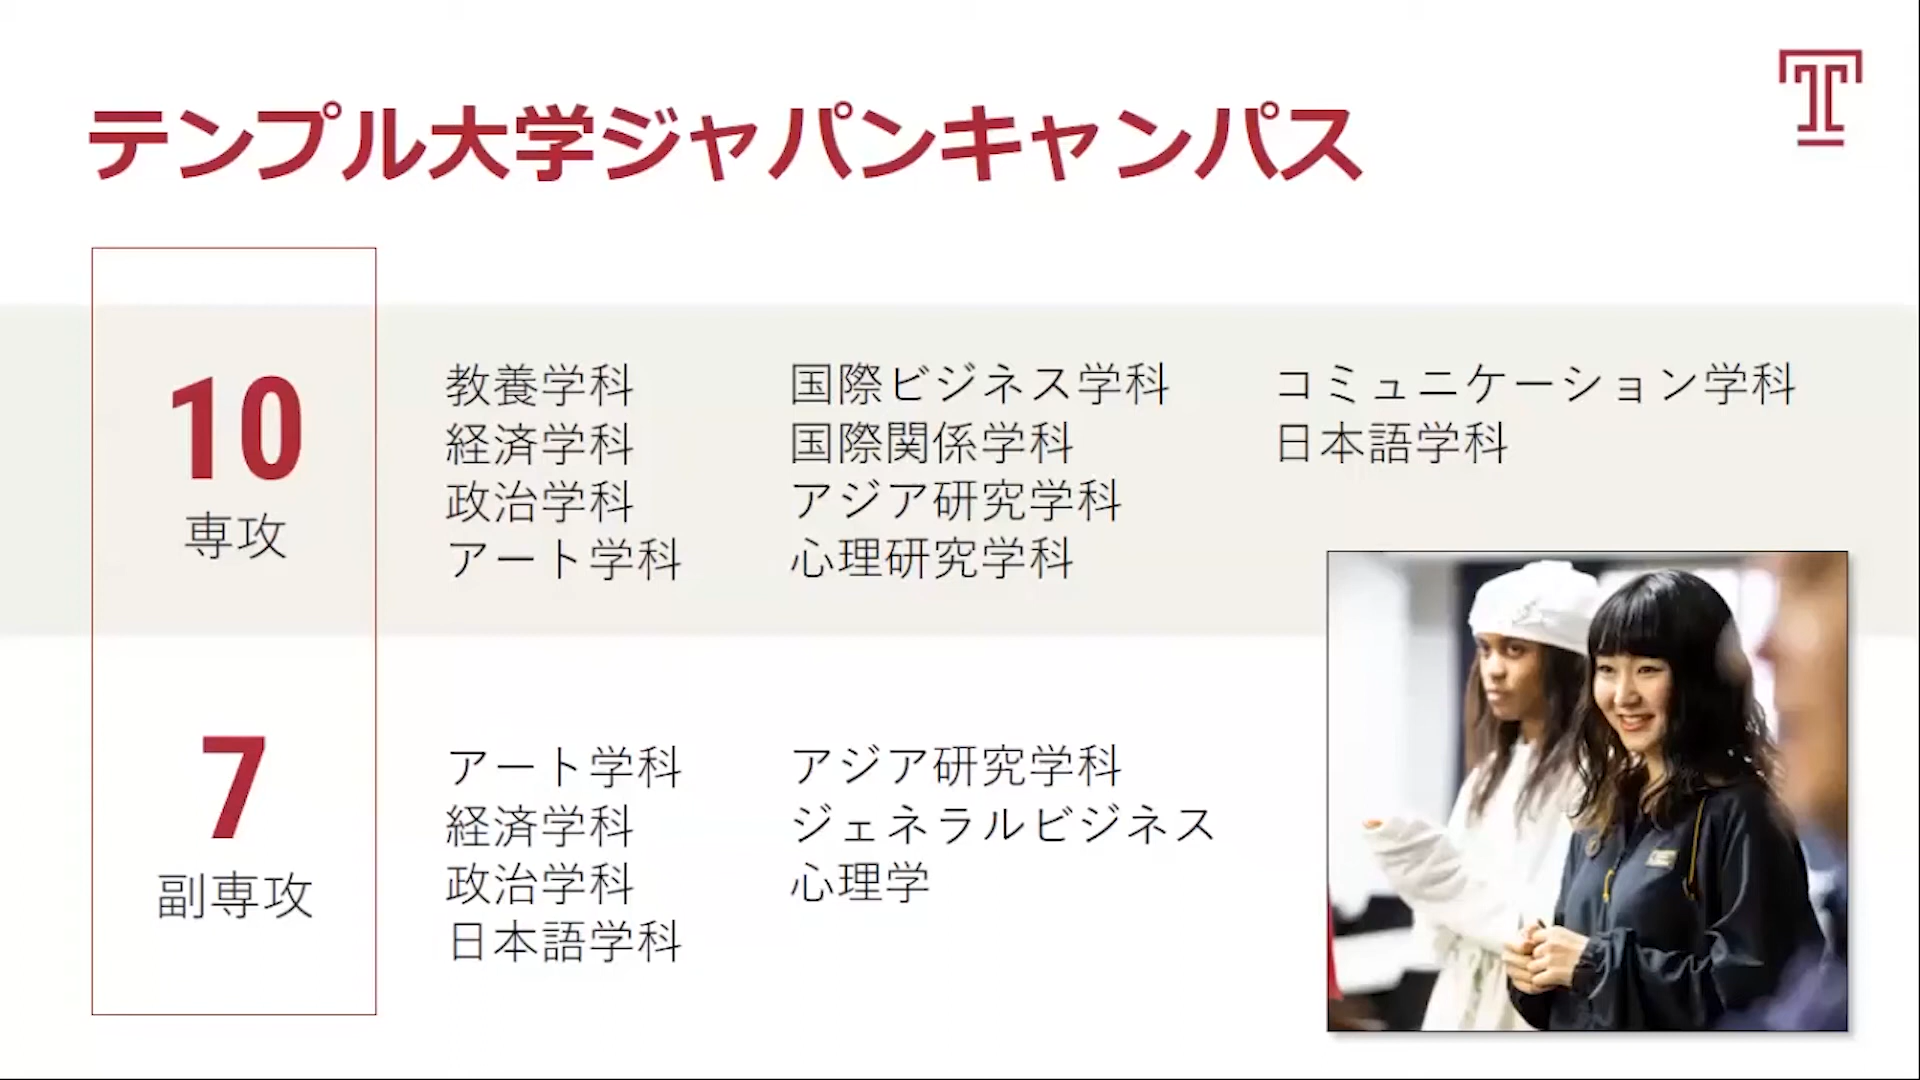 テンプル大学ジャパンキャンパス
10
専攻
教養学科
経済学科
政治学科
アート学科
国際ビジネス学科
国際関係学科
アジア研究学科
心理研究学科
コミュニケーション学科
日本語学科
7
副専攻
アート学科
経済学科
政治学科
日本語学科
アジア研究学科
ジェネラルビジネス
心理学